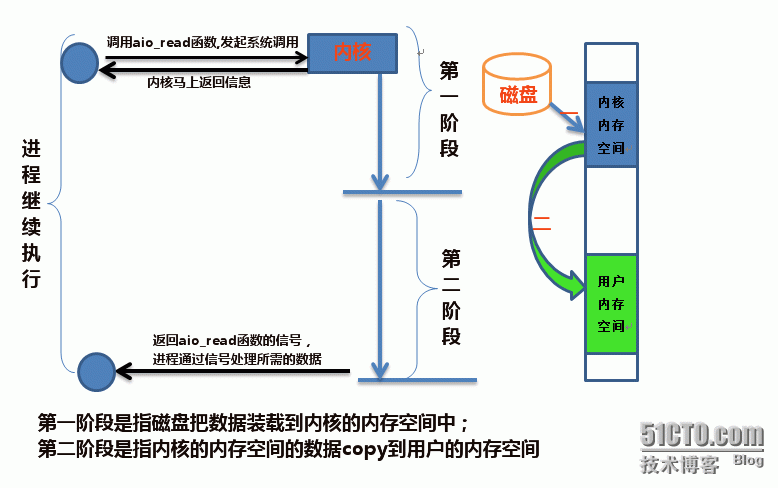 调用aio_read函数,发起系统调用
内核
内核马上返回信息
第一阶段
磁盘
一
内核
内存
空间
进程继续执行
二
第二阶段
用户
内存
空间
返回aio_read函数的信号，
进程通过信号处理所需的数据
第一阶段是指磁盘把数据装载到内核的内存空间中；
第二阶段是指内核的内存空间的数据copy到用户的内存空间
51CTO.com
技术博客 Blog